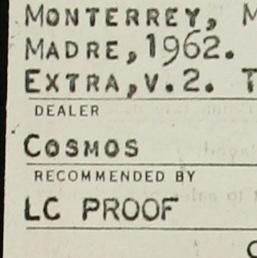 MONTERREY, M
MADRE, 1962.
EXTRA, V. 2. T
DEALER
COSMOS
RECOMMENDED BY
LC PROOF